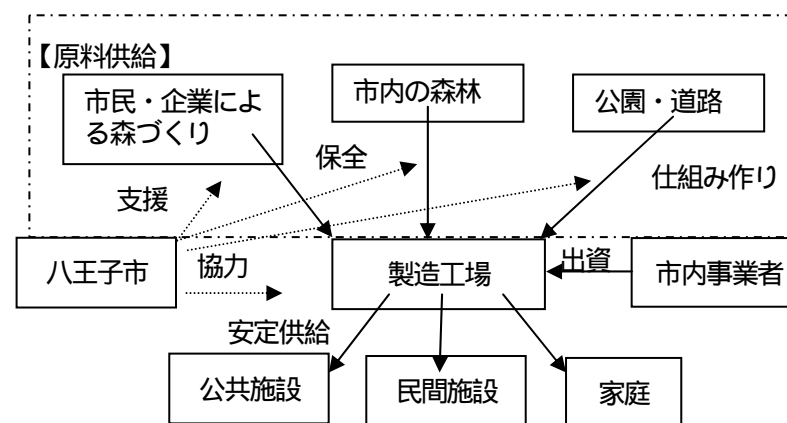 【原料供給】
市民・企業によ
る森づくり
市内の森林
公園・道路
保全
支援
仕組み作り
八王子市
協力
製造工場
出資
市内事業者
安定供給
公共施設
民間施設
家庭